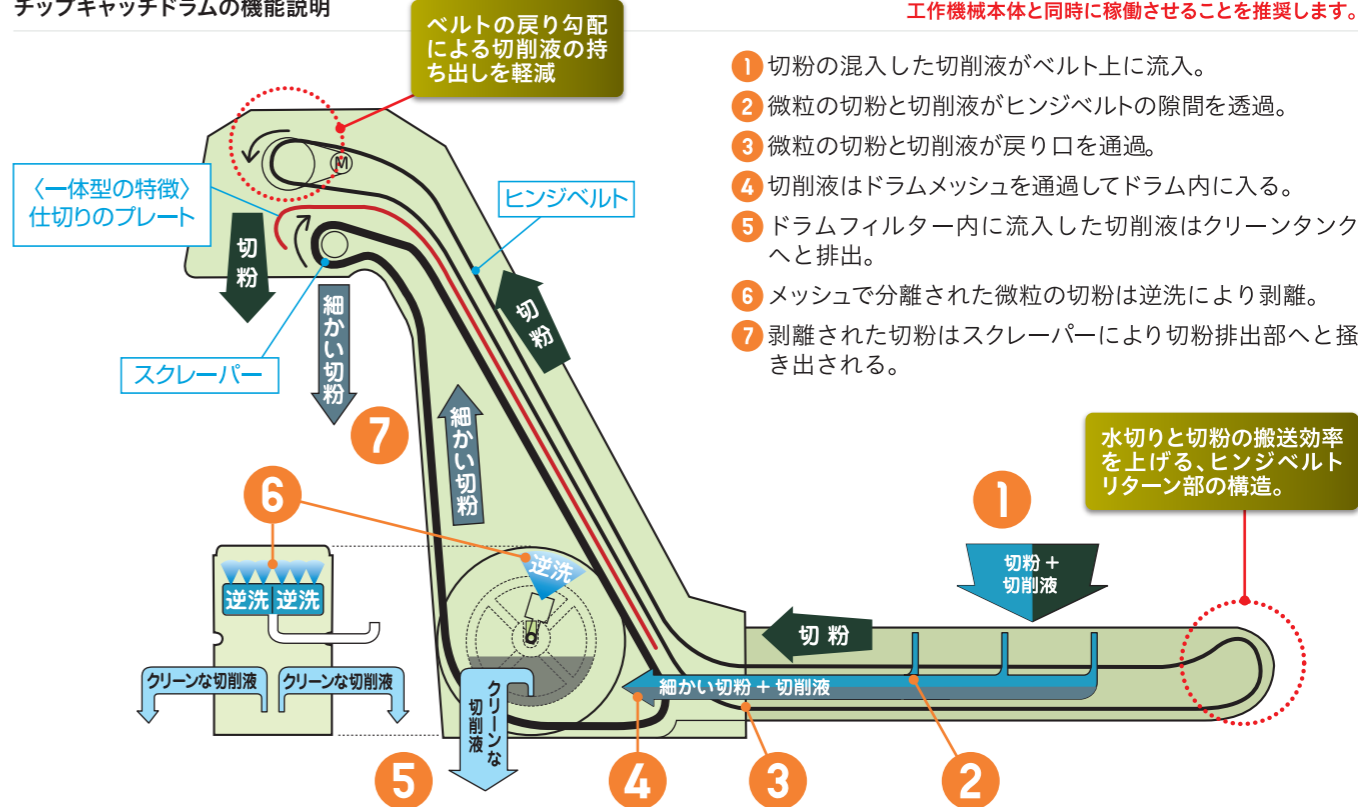 チップキャッチドラムの機能説明
工作機械本体と同時に稼働させることを推奨します。
ベルトの戻り勾配
による切削液の持
ち出しを軽減
1 切粉の混入した切削液がベルト上に流入。
2 微粒の切粉と切削液がヒンジベルトの隙間を透過。
3 微粒の切粉と切削液が戻り口を通過。
4 切削液はドラムメッシュを通過してドラム内に入る。
5 ドラムフィルター内に流入した切削液はクリーンタンク
へと排出。
6 メッシュで分離された微粒の切粉は逆洗により剥離。
7 剥離された切粉はスクレーパーにより切粉排出部へと掻
き出される。
M
〈一体型の特徴〉
仕切りのプレート
ヒンジベルト
切粉
細かい切粉
切粉
スクレーパー
7
細かい切粉
水切りと切粉の搬送効率
を上げる、ヒンジベルト
リターン部の構造。
6
1
切粉＋
切削液
逆洗
逆洗 逆洗
切粉
細かい切粉＋切削液
クリーンな切削液 クリーンな切削液
クリーンな
切削液
5
4
3
2